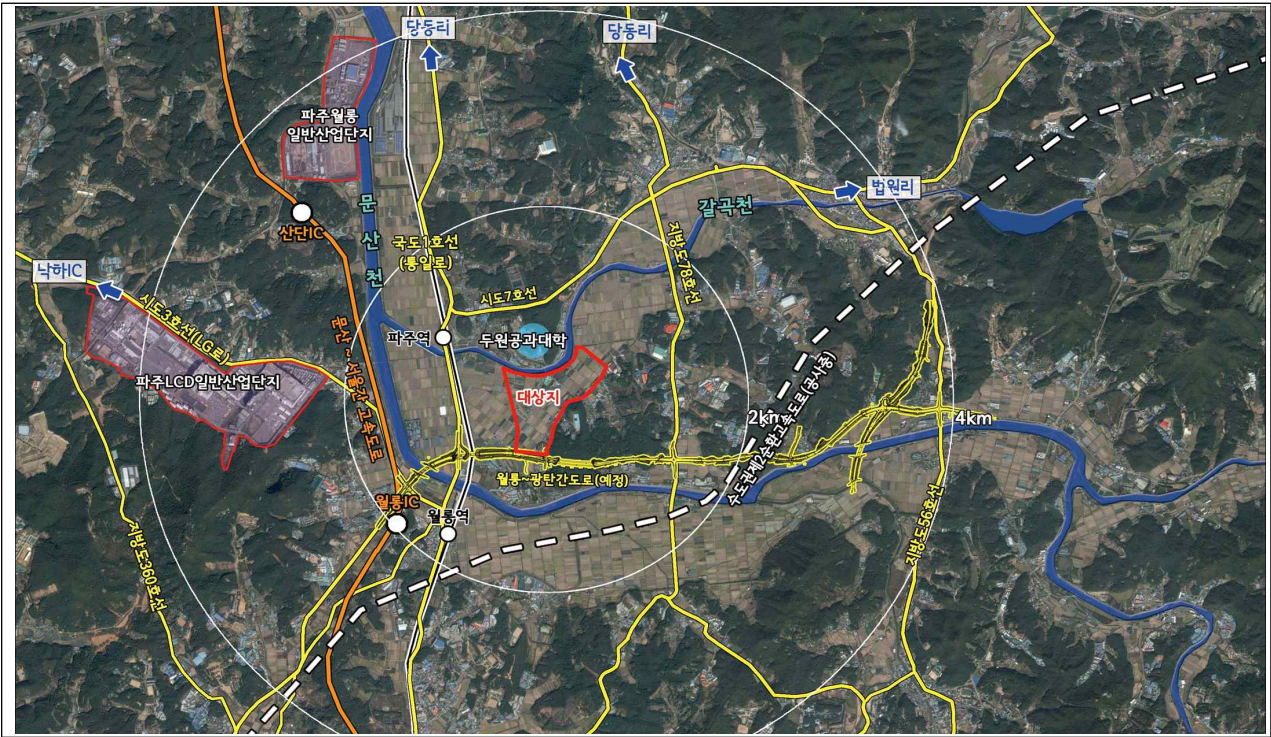 당동리
당동리
파주월롱
일반산업단지
법원리
문
산
천
갈곡천
산단IC
국도1호선
(통일로)
지방도78호선
낙하IC
시도3호선(LG로)
시도7호선
문산~서울간 고속도로
파주역
두원공과대학
파주LCD일반산업단지
대상지
2km
4km
수도권제2순환고속도로(공사중)
월롱~광탄간도로(예정)
월롱IC
월롱역
지방도56호선
지방도360호선